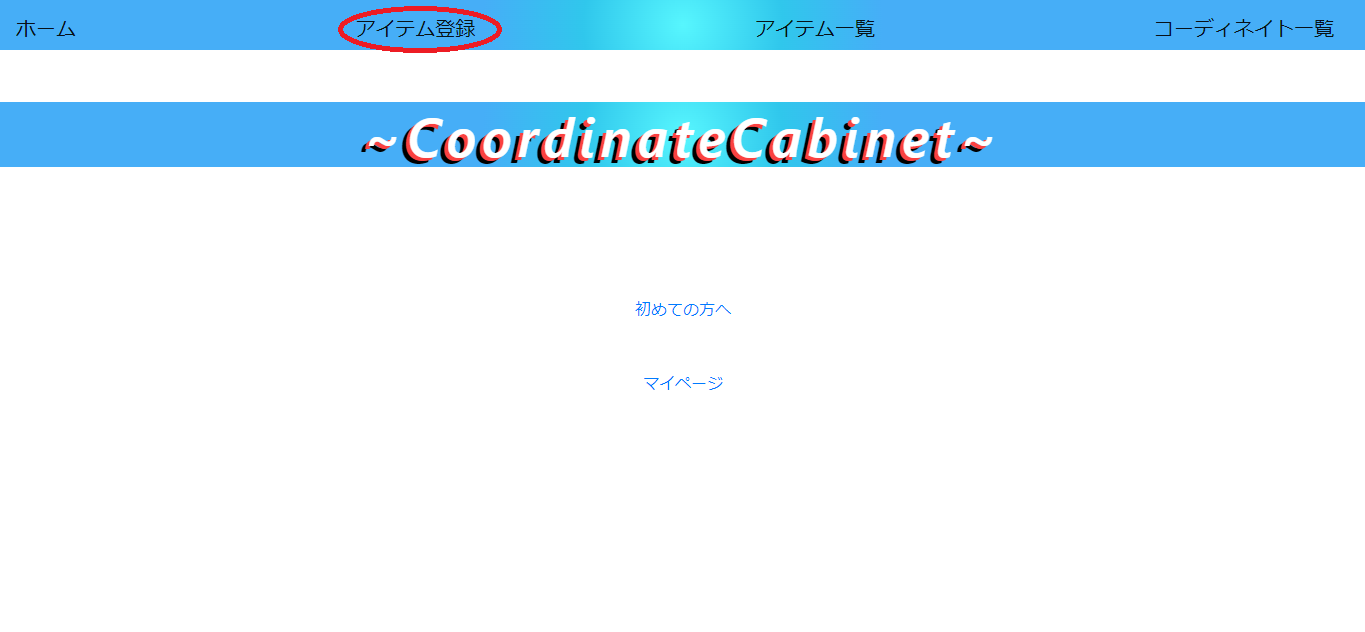 ホーム
アイテム登録
アイテム一覧
コーディネイト一覧
~CoordinateCabinet~
初めての方へ
マイページ